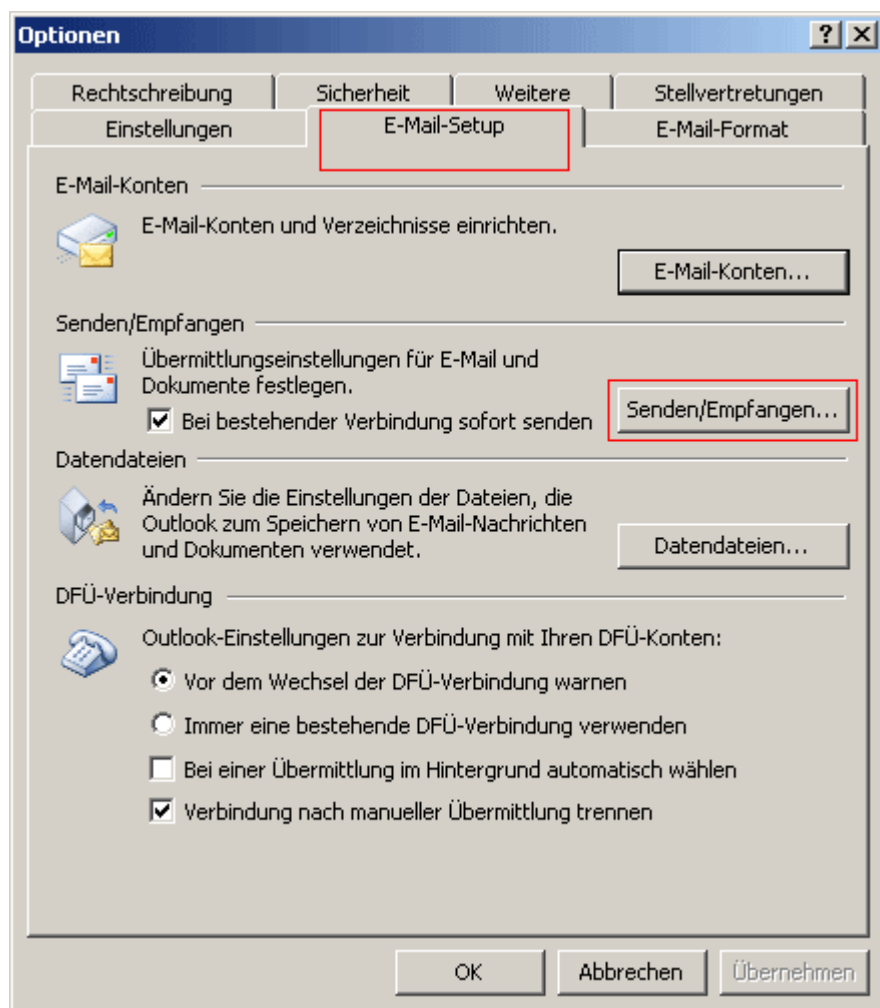 Optionen
Rechtschreibung Sicherheit Weitere Stellvertretungen
Einstellungen E-Mail-Setup E-Mail-Format
E-Mail-Konten
E-Mail-Konten und Verzeichnisse einrichten.
E-Mail-Konten...
Senden/Empfangen
Übermittlungseinstellungen für E-Mail und
Dokumente festlegen.
Bei bestehender Verbindung sofort senden
Senden/Empfangen...
Datendateien
Ändern Sie die Einstellungen der Dateien, die
Outlook zum Speichern von E-Mail-Nachrichten
und Dokumenten verwendet.
Datendateien...
DFÜ-Verbindung
Outlook-Einstellungen zur Verbindung mit Ihren DFÜ-Konten:
Vor dem Wechsel der DFÜ-Verbindung warnen
Immer eine bestehende DFÜ-Verbindung verwenden
Bei einer Übermittlung im Hintergrund automatisch wählen
Verbindung nach manueller Übermittlung trennen
OK Abbrechen Übernehmen